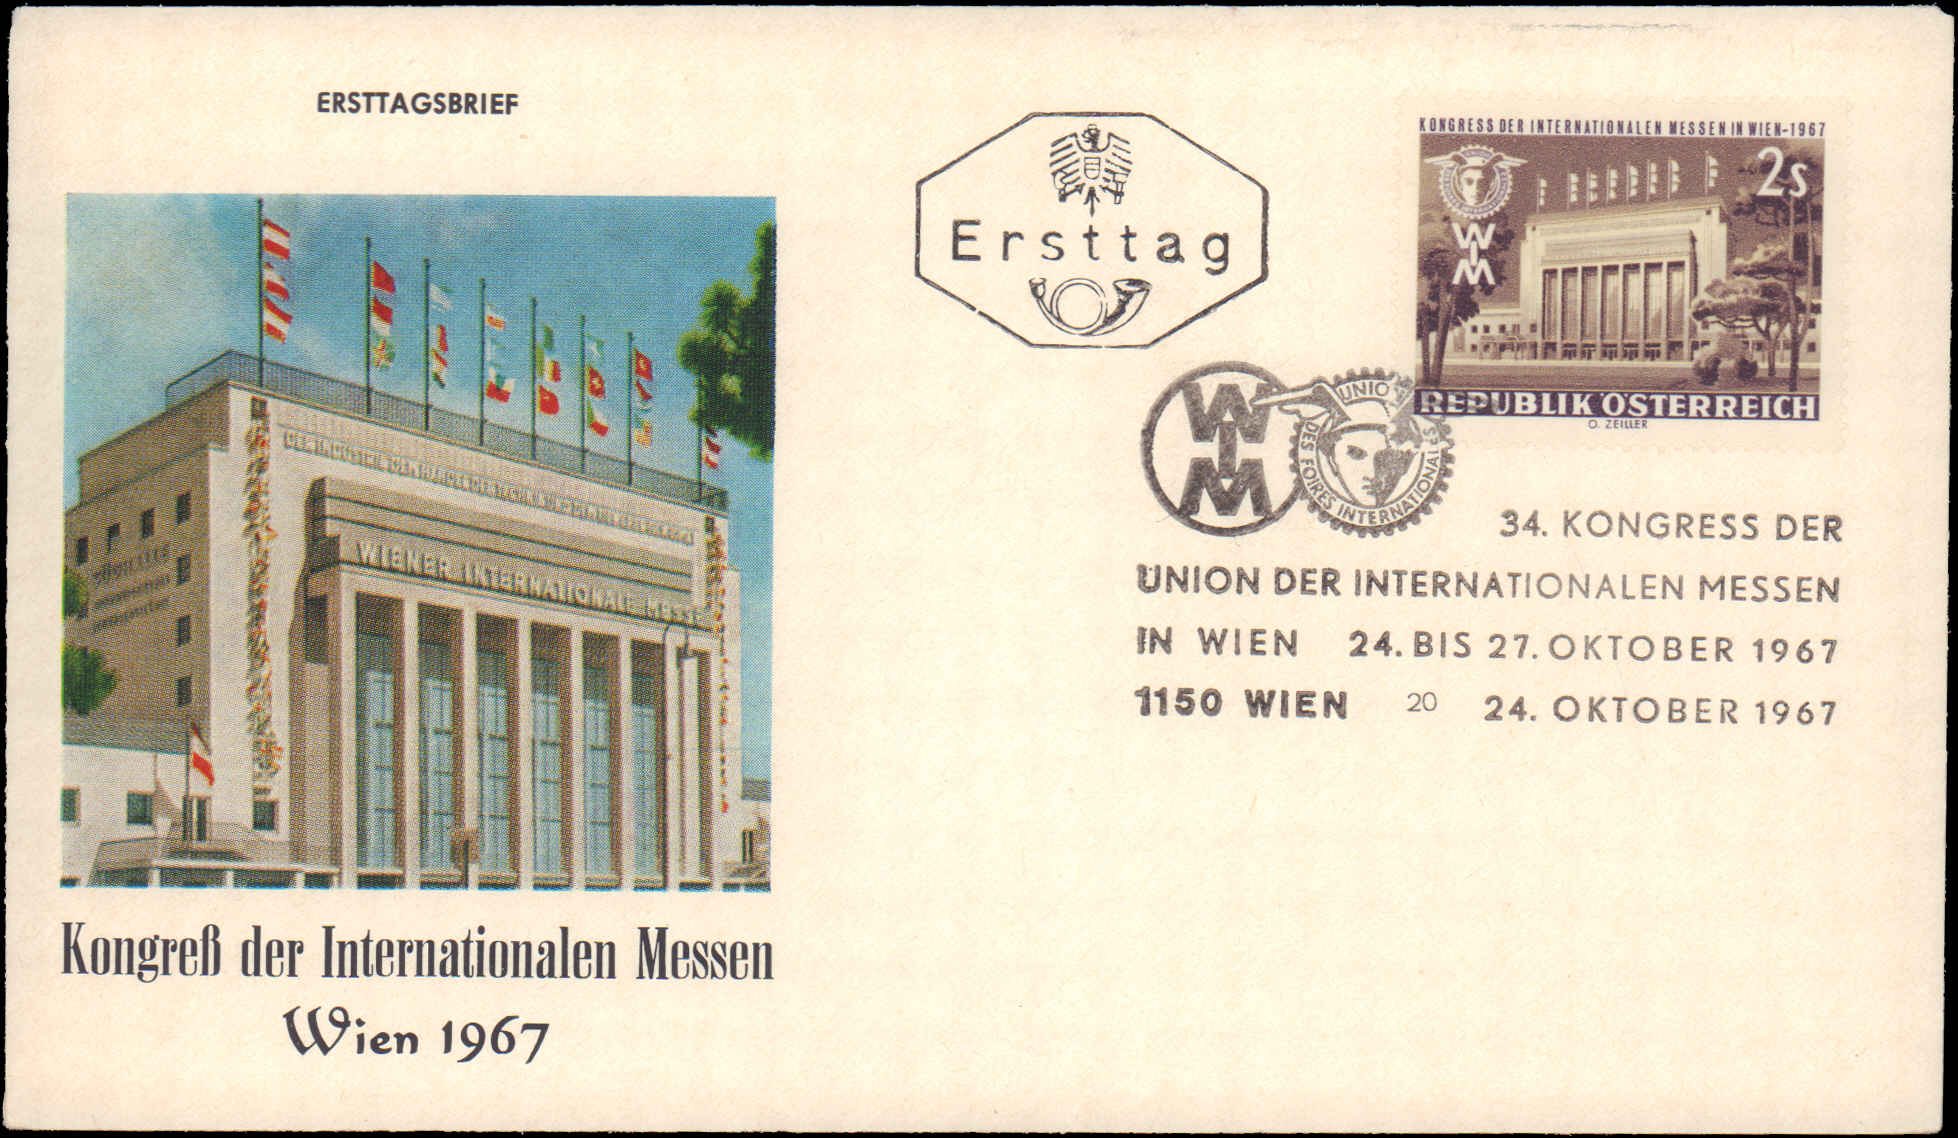 ERSTTAGSBRIEF
Ersttag
KONGRESS DER INTERNATIONALEN MESSEN IN WIEN-1967
2s
WIM
REPUBLIK ÖSTERREICH
O. ZEILLER
WIM
UNION DES FOIRES INTERNATIONALES
34. KONGRESS DER
UNION DER INTERNATIONALEN MESSEN
IN WIEN 24. BIS 27. OKTOBER 1967
1150 WIEN 20 24. OKTOBER 1967
WIENER INTERNATIONALE MESSE
Kongreß der Internationalen Messen
Wien 1967